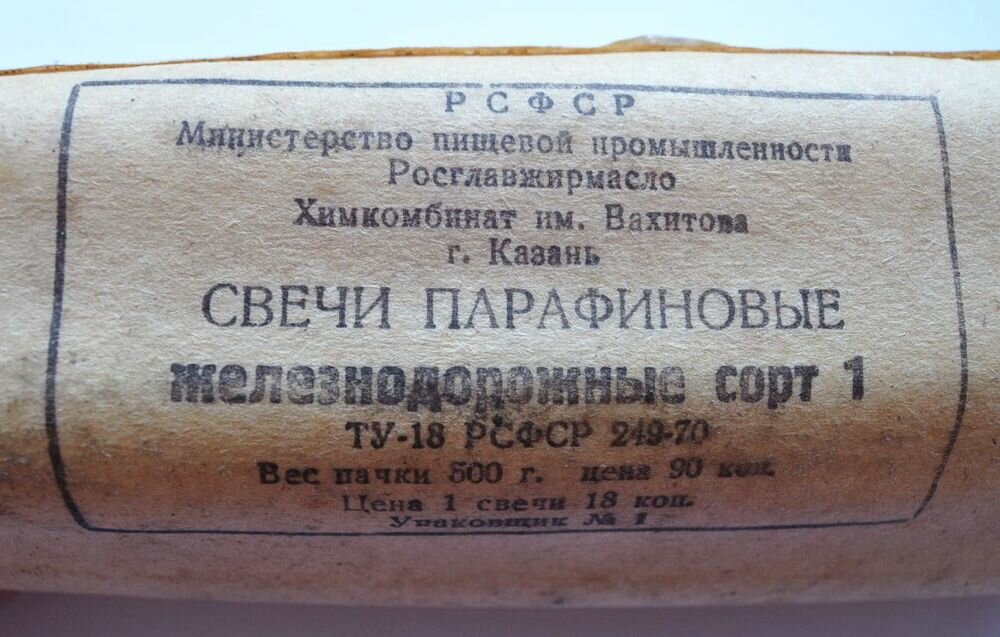 РСФСР
Министерство пищевой промышленности
Росглавжирмасло
Химкомбинат им. Вахитова
г. Казань
СВЕЧИ ПАРАФИНОВЫЕ
железнодорожные сорт 1
ТУ-18 РСФСР 249-70
Вес пачки 500 г. цена 90 коп.
Цена 1 свечи 18 коп.
Упаковщик № 1